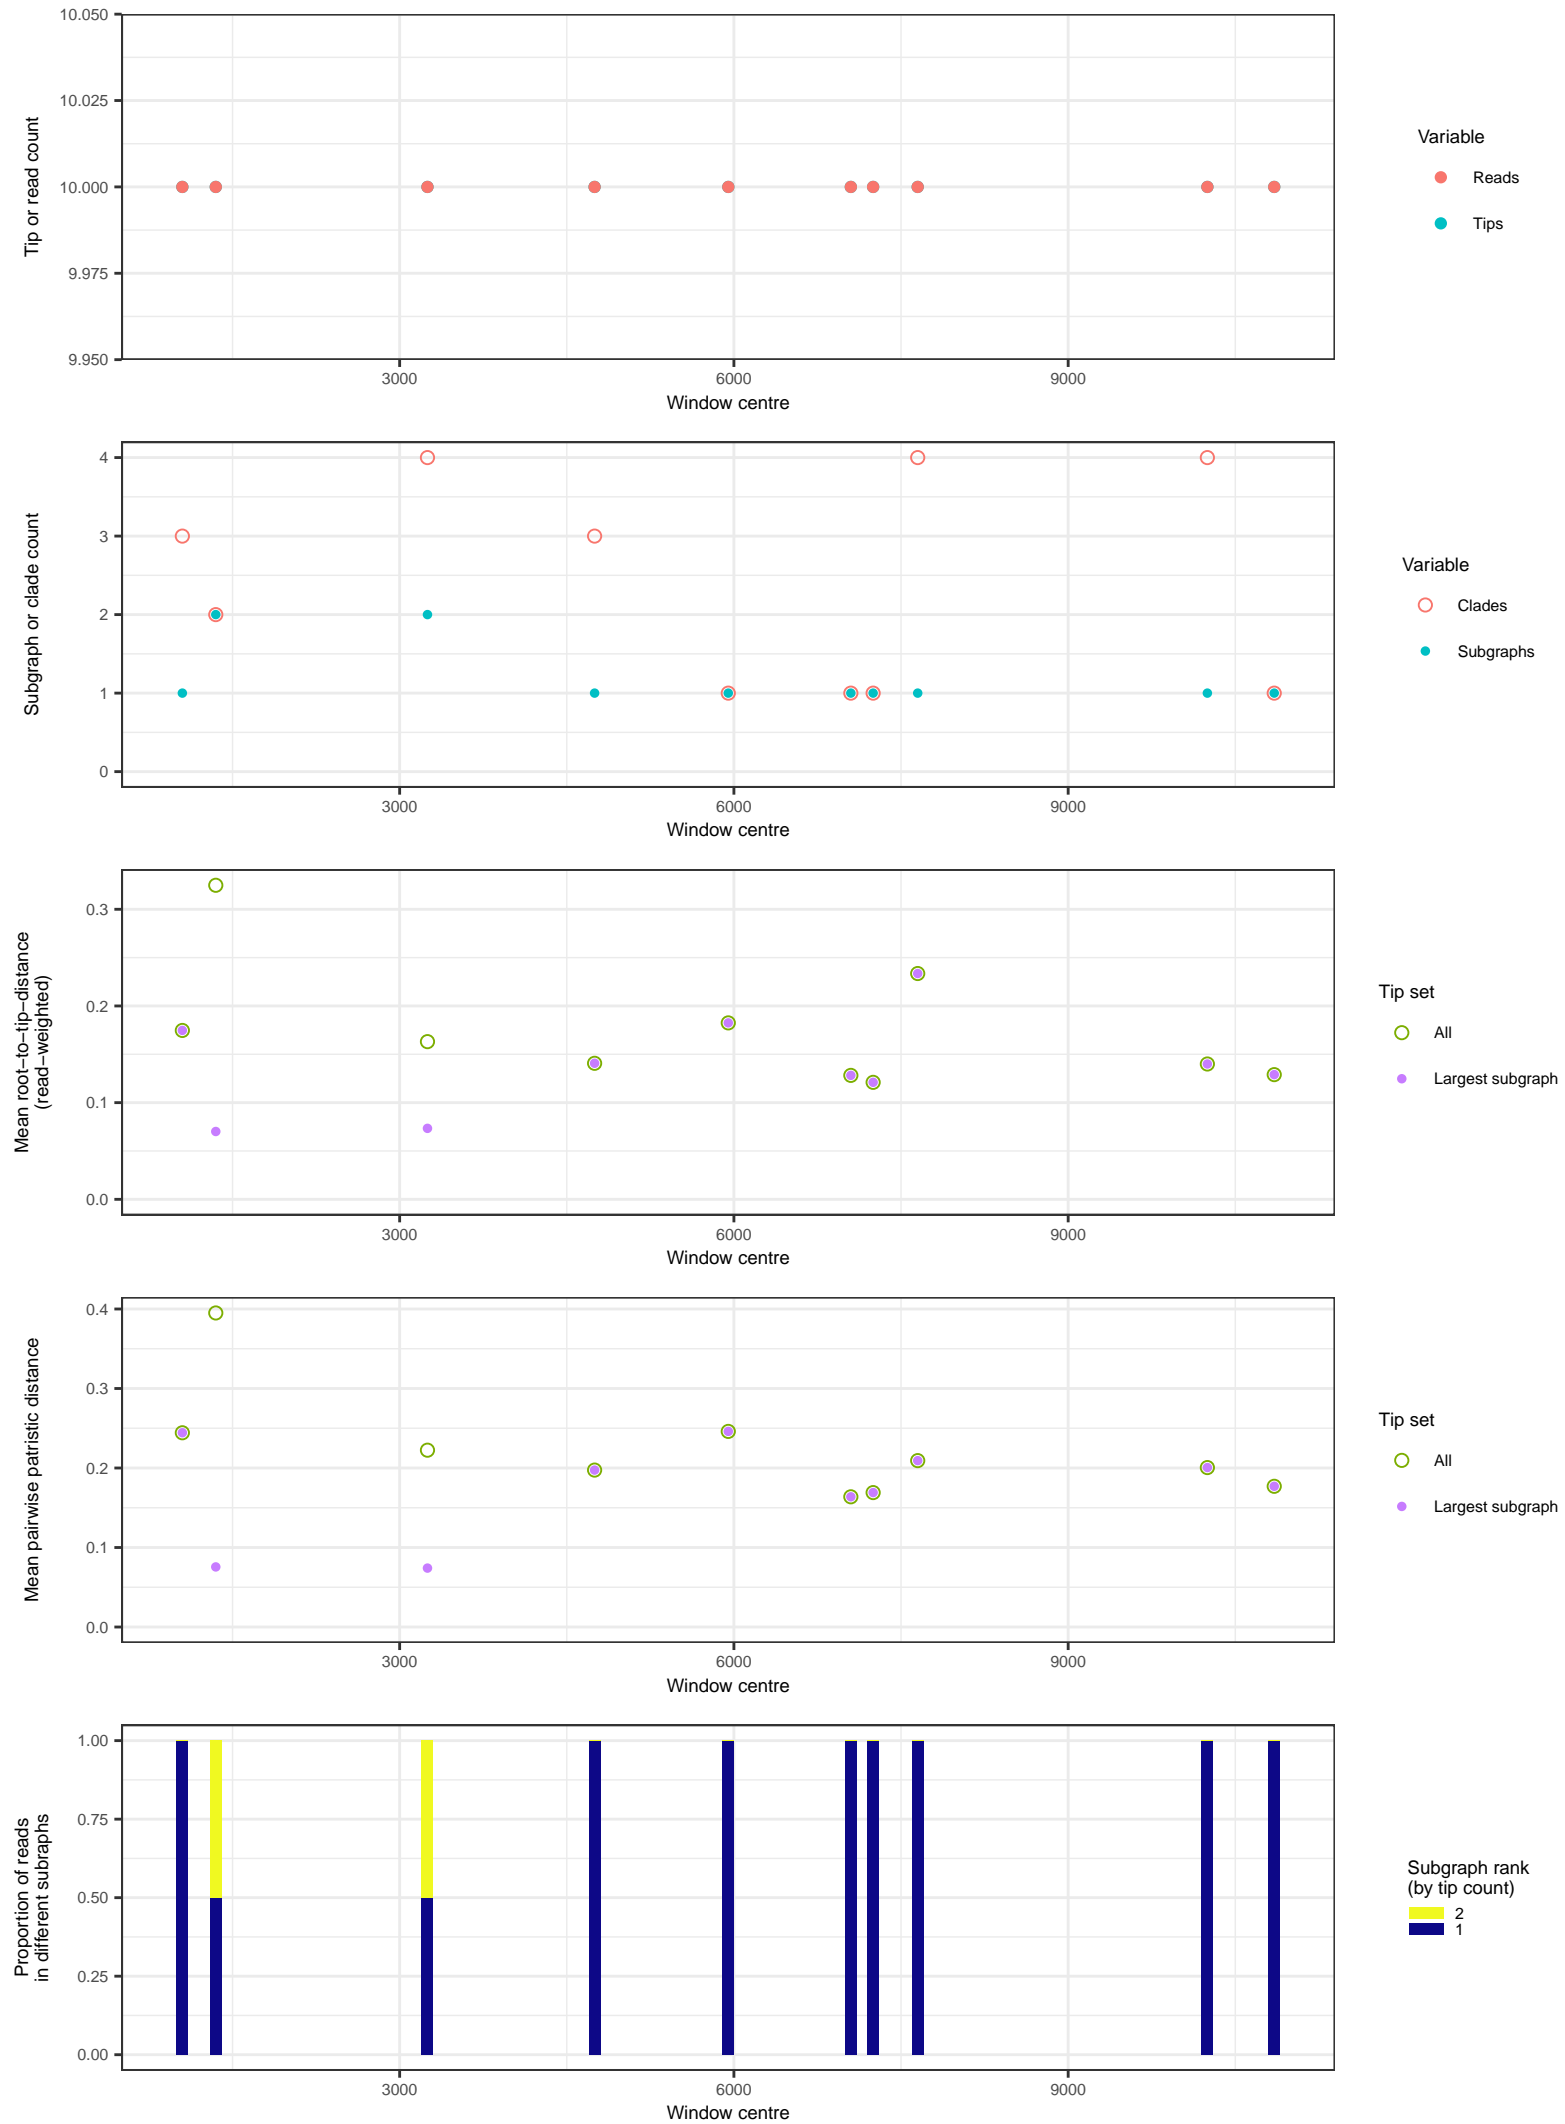 10.050
10.025
10.000
9.975
9.950
Tip or read count
3000
6000
9000
Window centre
Variable
Reads
Tips
4
3
2
1
0
Subgraph or clade count
3000
6000
9000
Window centre
Variable
Clades
Subgraphs
0.3
0.2
0.1
0.0
Mean root−to−tip−distance
(read−weighted)
3000
6000
9000
Window centre
Tip set
All
Largest subgraph
0.4
0.3
0.2
0.1
0.0
Mean pairwise patristic distance
3000
6000
9000
Window centre
Tip set
All
Largest subgraph
1.00
0.75
0.50
0.25
0.00
Proportion of reads
in different subraphs
3000
6000
9000
Window centre
Subgraph rank
(by tip count)
2
1